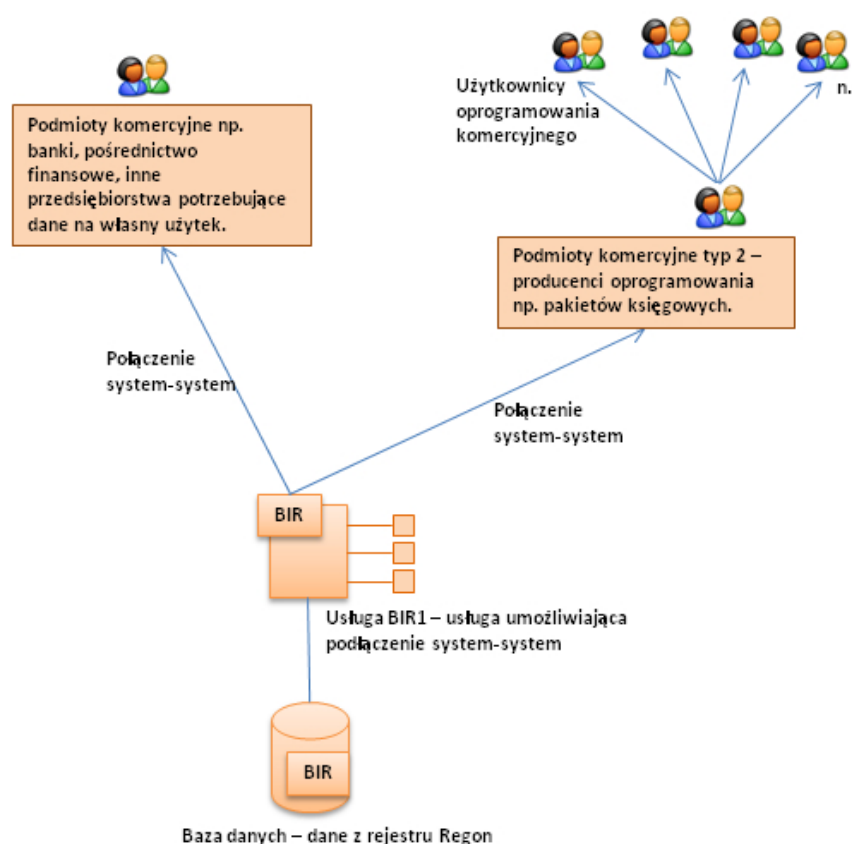 Użytkownicy
oprogramowania
komercyjnego
n.
Podmioty komercyjne np.
banki, pośrednictwo
finansowe, inne
przedsiębiorstwa potrzebujące
dane na własny użytek.
Podmioty komercyjne typ 2 –
producenci oprogramowania
np. pakietów księgowych.
Połączenie
system-system
Połączenie
system-system
BIR
Usługa BIR1 – usługa umożliwiająca
podłączenie system-system
BIR
Baza danych – dane z rejestru Regon